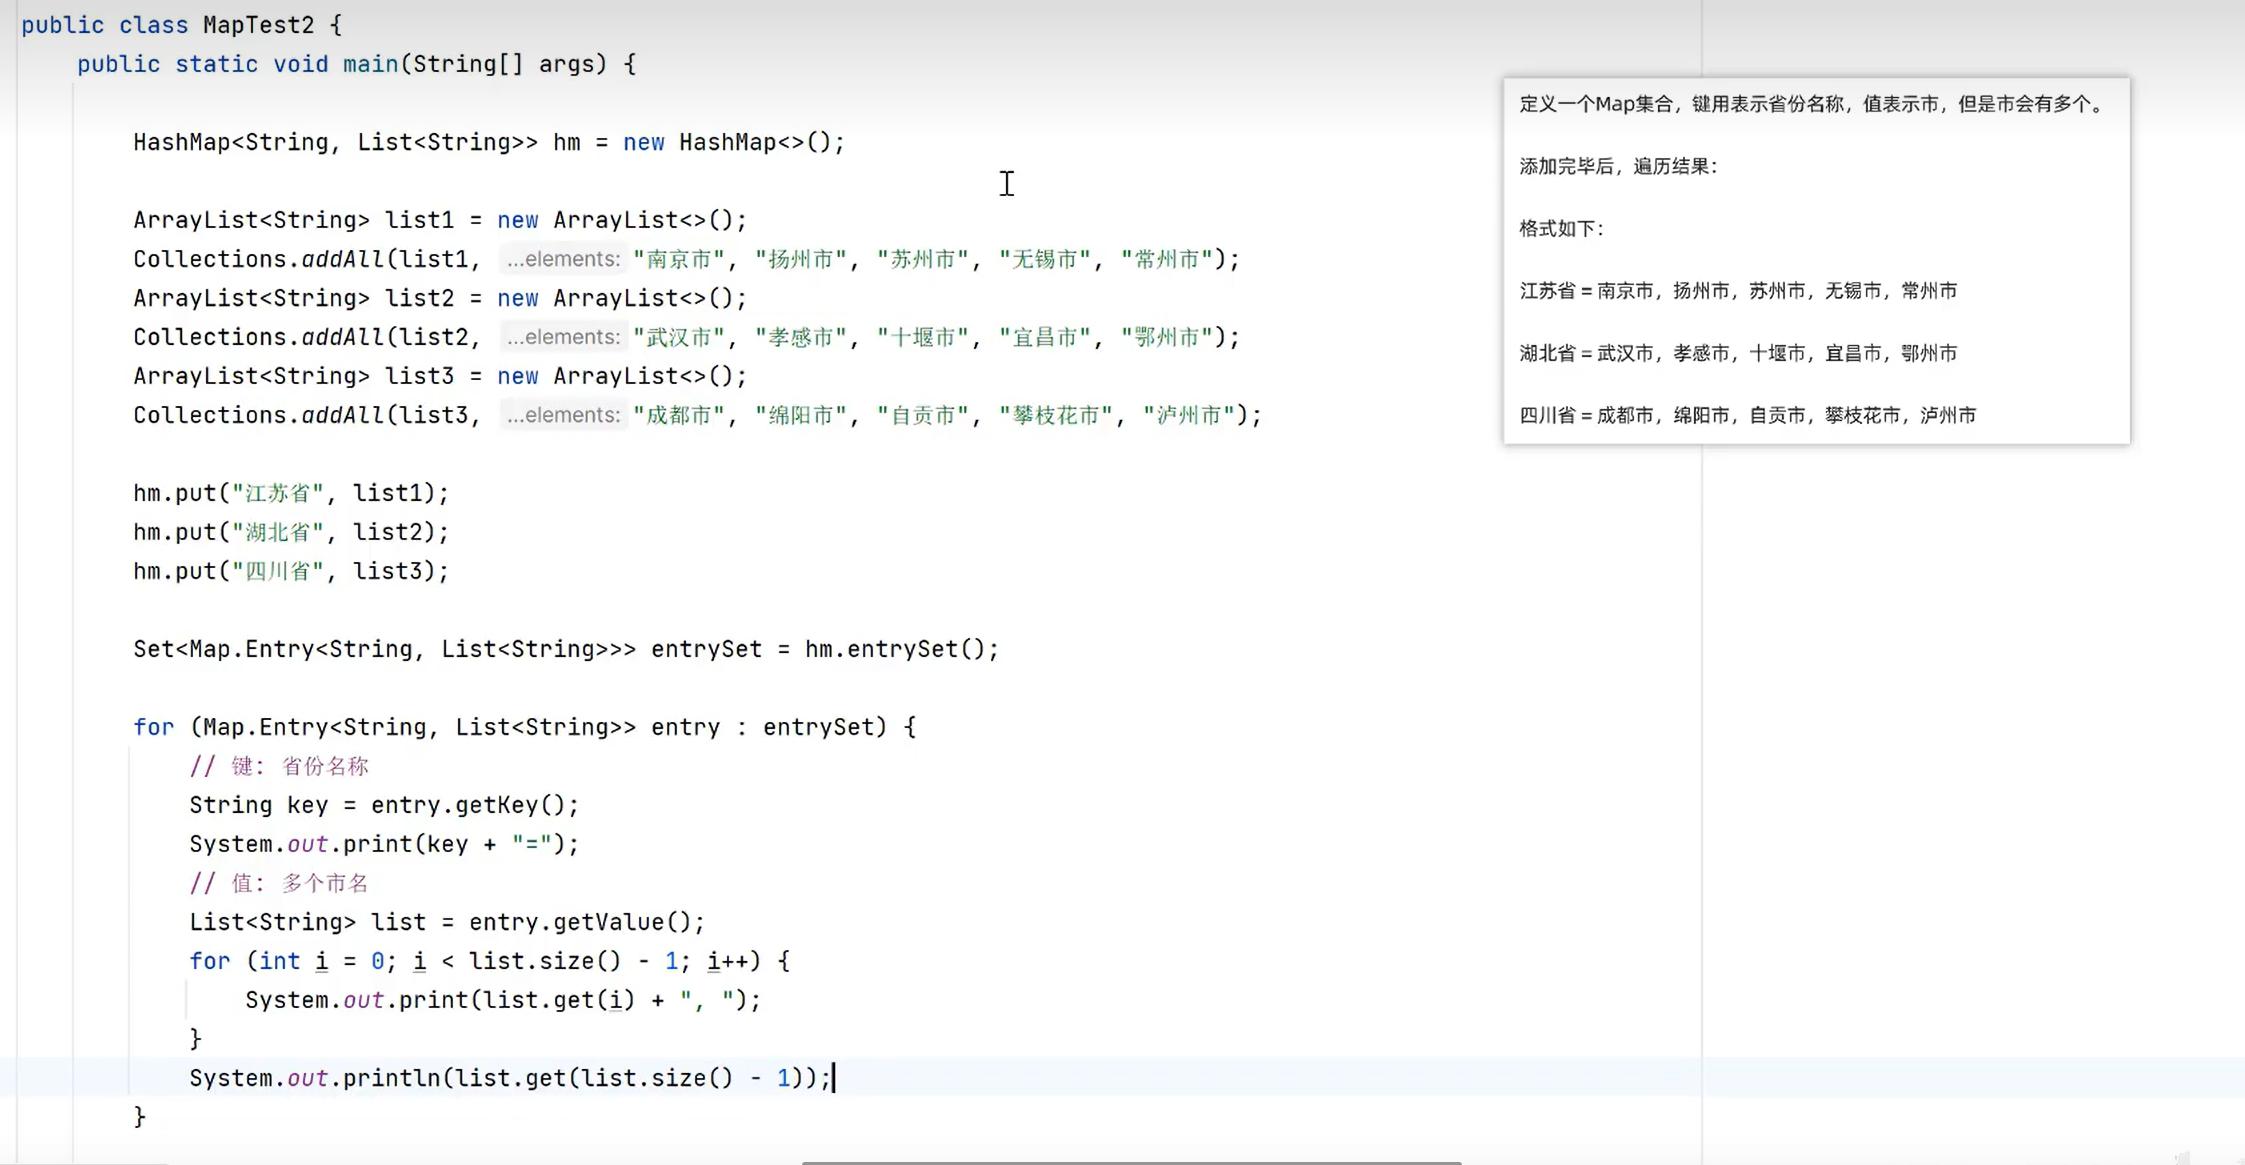 public class MapTest2 {
public static void main(String[] args) {
HashMap<String, List<String>> hm = new HashMap<>();
ArrayList<String> list1 = new ArrayList<>();
Collections.addAll(list1, ...elements: "南京市", "扬州市", "苏州市", "无锡市", "常州市");
ArrayList<String> list2 = new ArrayList<>();
Collections.addAll(list2, ...elements: "武汉市", "孝感市", "十堰市", "宜昌市", "鄂州市");
ArrayList<String> list3 = new ArrayList<>();
Collections.addAll(list3, ...elements: "成都市", "绵阳市", "自贡市", "攀枝花市", "泸州市");
hm.put("江苏省", list1);
hm.put("湖北省", list2);
hm.put("四川省", list3);
Set<Map.Entry<String, List<String>>> entrySet = hm.entrySet();
for (Map.Entry<String, List<String>> entry : entrySet) {
// 键: 省份名称
String key = entry.getKey();
System.out.print(key + "=");
// 值: 多个市名
List<String> list = entry.getValue();
for (int i = 0; i < list.size() - 1; i++) {
System.out.print(list.get(i) + ", ");
}
System.out.println(list.get(list.size() - 1));
}
定义一个Map集合，键用表示省份名称，值表示市，但是市会有多个。
添加完毕后，遍历结果：
格式如下：
江苏省 = 南京市，扬州市，苏州市，无锡市，常州市
湖北省 = 武汉市，孝感市，十堰市，宜昌市，鄂州市
四川省 = 成都市，绵阳市，自贡市，攀枝花市，泸州市